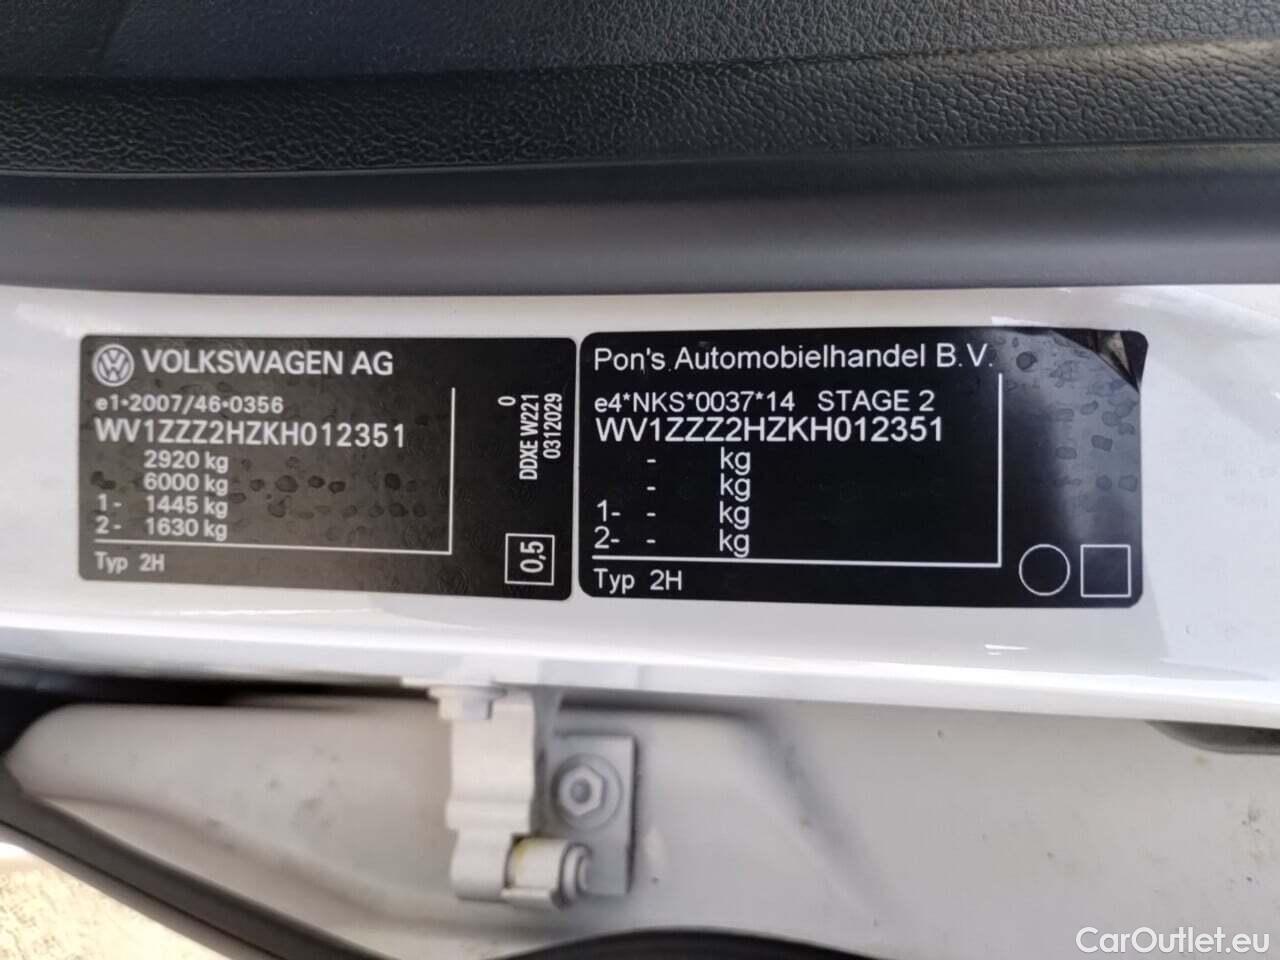 VOLKSWAGEN AG
e1•2007/46•0356
WV1ZZZ2HZKH012351
2920 kg
6000 kg
1- 1445 kg
2- 1630 kg
Typ 2H
0
DDXE W221
0312029
0,5
Pon's Automobielhandel B.V.
e4*NKS*0037*14 STAGE 2
WV1ZZZ2HZKH012351
- kg
- kg
1- - kg
2- - kg
Typ 2H
CarOutlet.eu